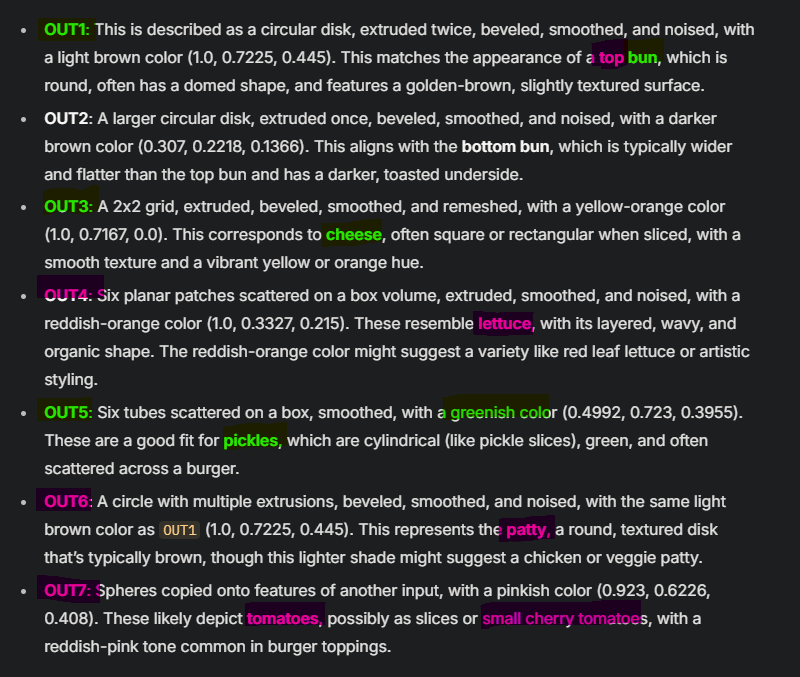 OUT1: This is described as a circular disk, extruded twice, beveled, smoothed, and noised, with
a light brown color (1.0, 0.7225, 0.445). This matches the appearance of a top bun, which is
round, often has a domed shape, and features a golden-brown, slightly textured surface.
OUT2: A larger circular disk, extruded once, beveled, smoothed, and noised, with a darker
brown color (0.307, 0.2218, 0.1366). This aligns with the bottom bun, which is typically wider
and flatter than the top bun and has a darker, toasted underside.
OUT3: A 2x2 grid, extruded, beveled, smoothed, and remeshed, with a yellow-orange color
(1.0, 0.7167, 0.0). This corresponds to cheese, often square or rectangular when sliced, with a
smooth texture and a vibrant yellow or orange hue.
OUT4: Six planar patches scattered on a box volume, extruded, smoothed, and noised, with a
reddish-orange color (1.0, 0.3327, 0.215). These resemble lettuce, with its layered, wavy, and
organic shape. The reddish-orange color might suggest a variety like red leaf lettuce or artistic
styling.
OUT5: Six tubes scattered on a box, smoothed, with a greenish color (0.4992, 0.723, 0.3955).
These are a good fit for pickles, which are cylindrical (like pickle slices), green, and often
scattered across a burger.
OUT6: A circle with multiple extrusions, beveled, smoothed, and noised, with the same light
brown color as OUT1 (1.0, 0.7225, 0.445). This represents the patty, a round, textured disk
that's typically brown, though this lighter shade might suggest a chicken or veggie patty.
OUT7: Spheres copied onto features of another input, with a pinkish color (0.923, 0.6226,
0.408). These likely depict tomatoes, possibly as slices or small cherry tomatoes, with a
reddish-pink tone common in burger toppings.